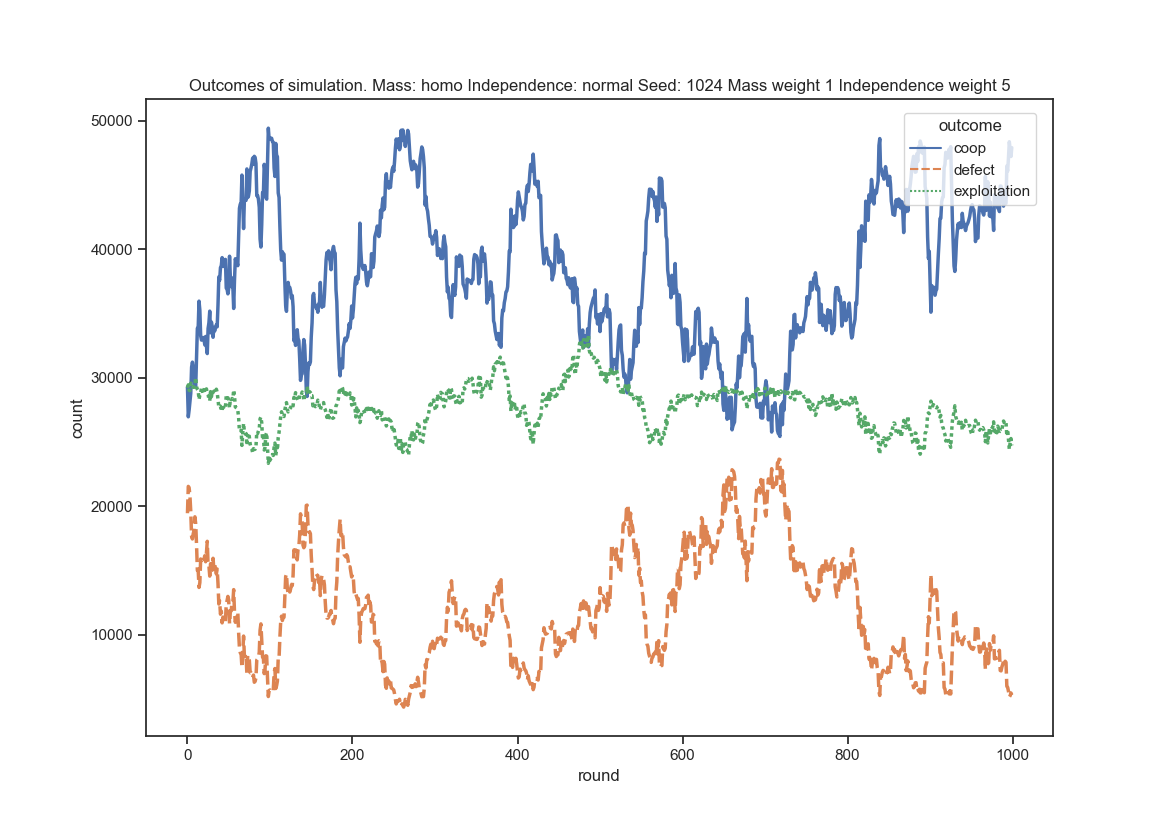 Outcomes of simulation. Mass: homo Independence: normal Seed: 1024 Mass weight 1 Independence weight 5
outcome
coop
defect
exploitation
50000
40000
30000
20000
10000
count
0
200
400
600
800
1000
round